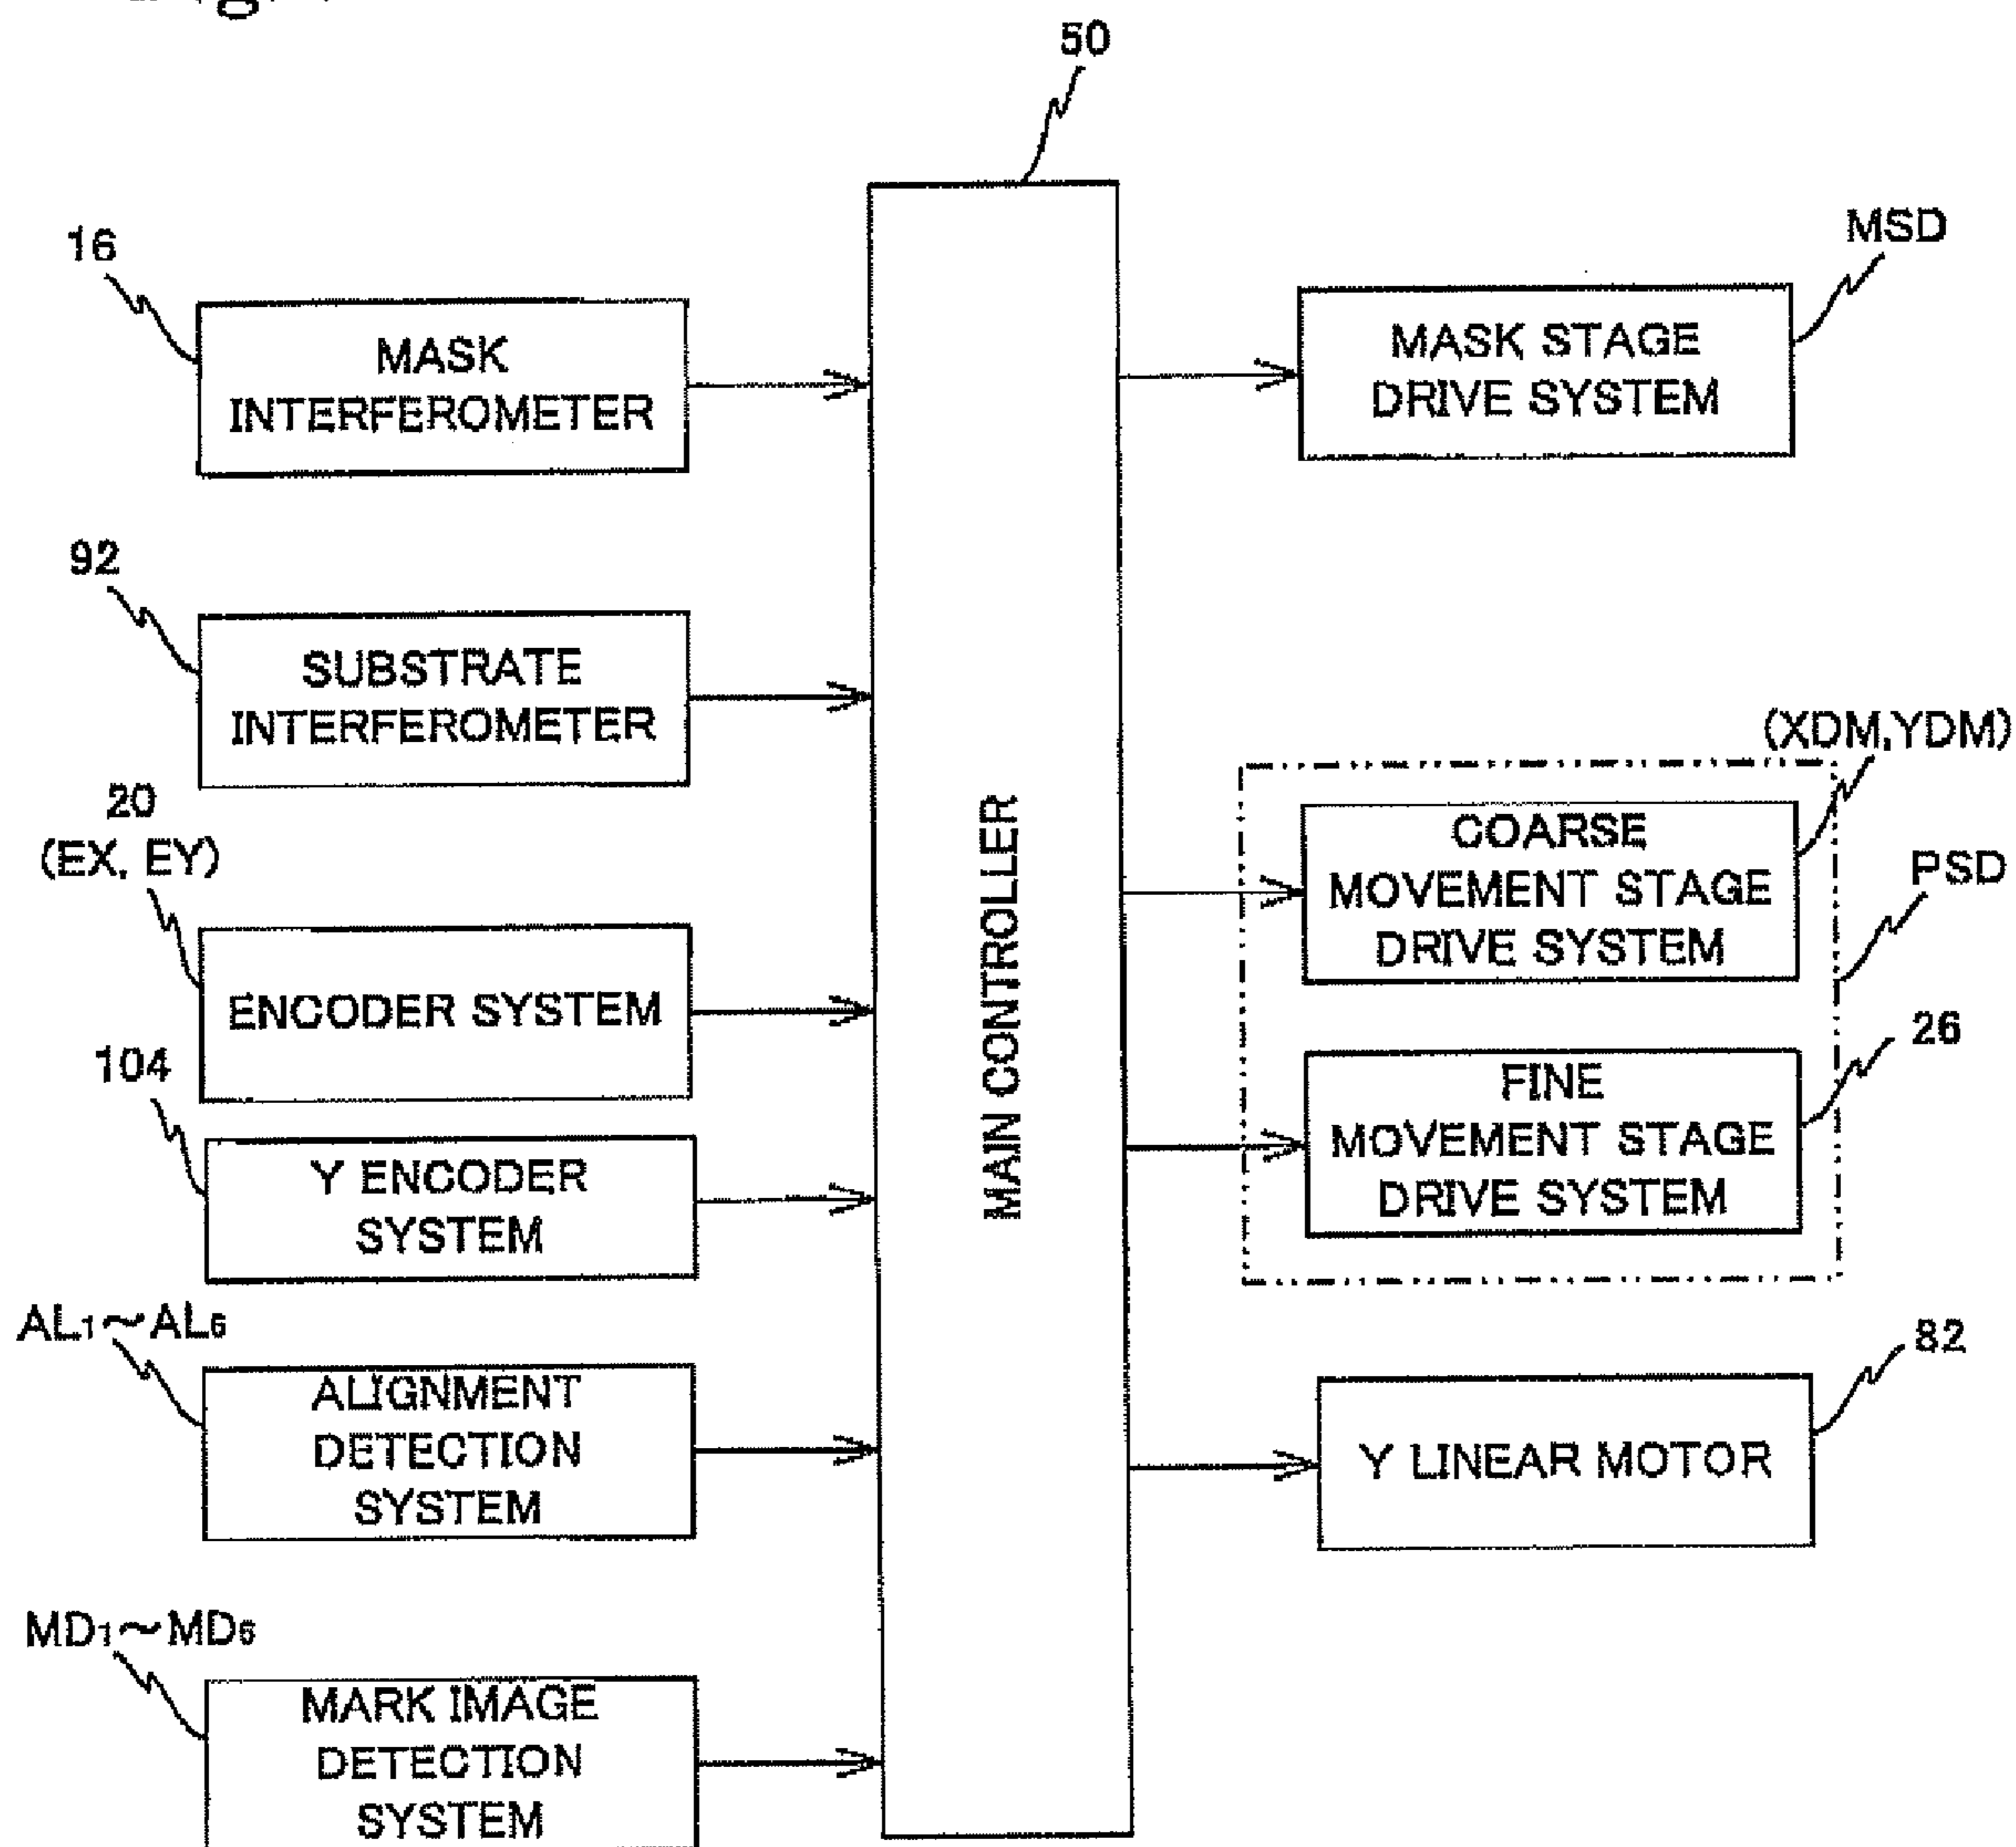 50
16
MASK
INTERFEROMETER
MSD
MASK STAGE
DRIVE SYSTEM
92
SUBSTRATE
INTERFEROMETER
MAIN CONTROLLER
(XDM,YDM)
COARSE
MOVEMENT STAGE
DRIVE SYSTEM
PSD
20
(EX, EY)
ENCODER SYSTEM
26
FINE
MOVEMENT STAGE
DRIVE SYSTEM
104
Y ENCODER
SYSTEM
AL₁～AL₆
ALIGNMENT
DETECTION
SYSTEM
82
Y LINEAR MOTOR
MD₁～MD₆
MARK IMAGE
DETECTION
SYSTEM